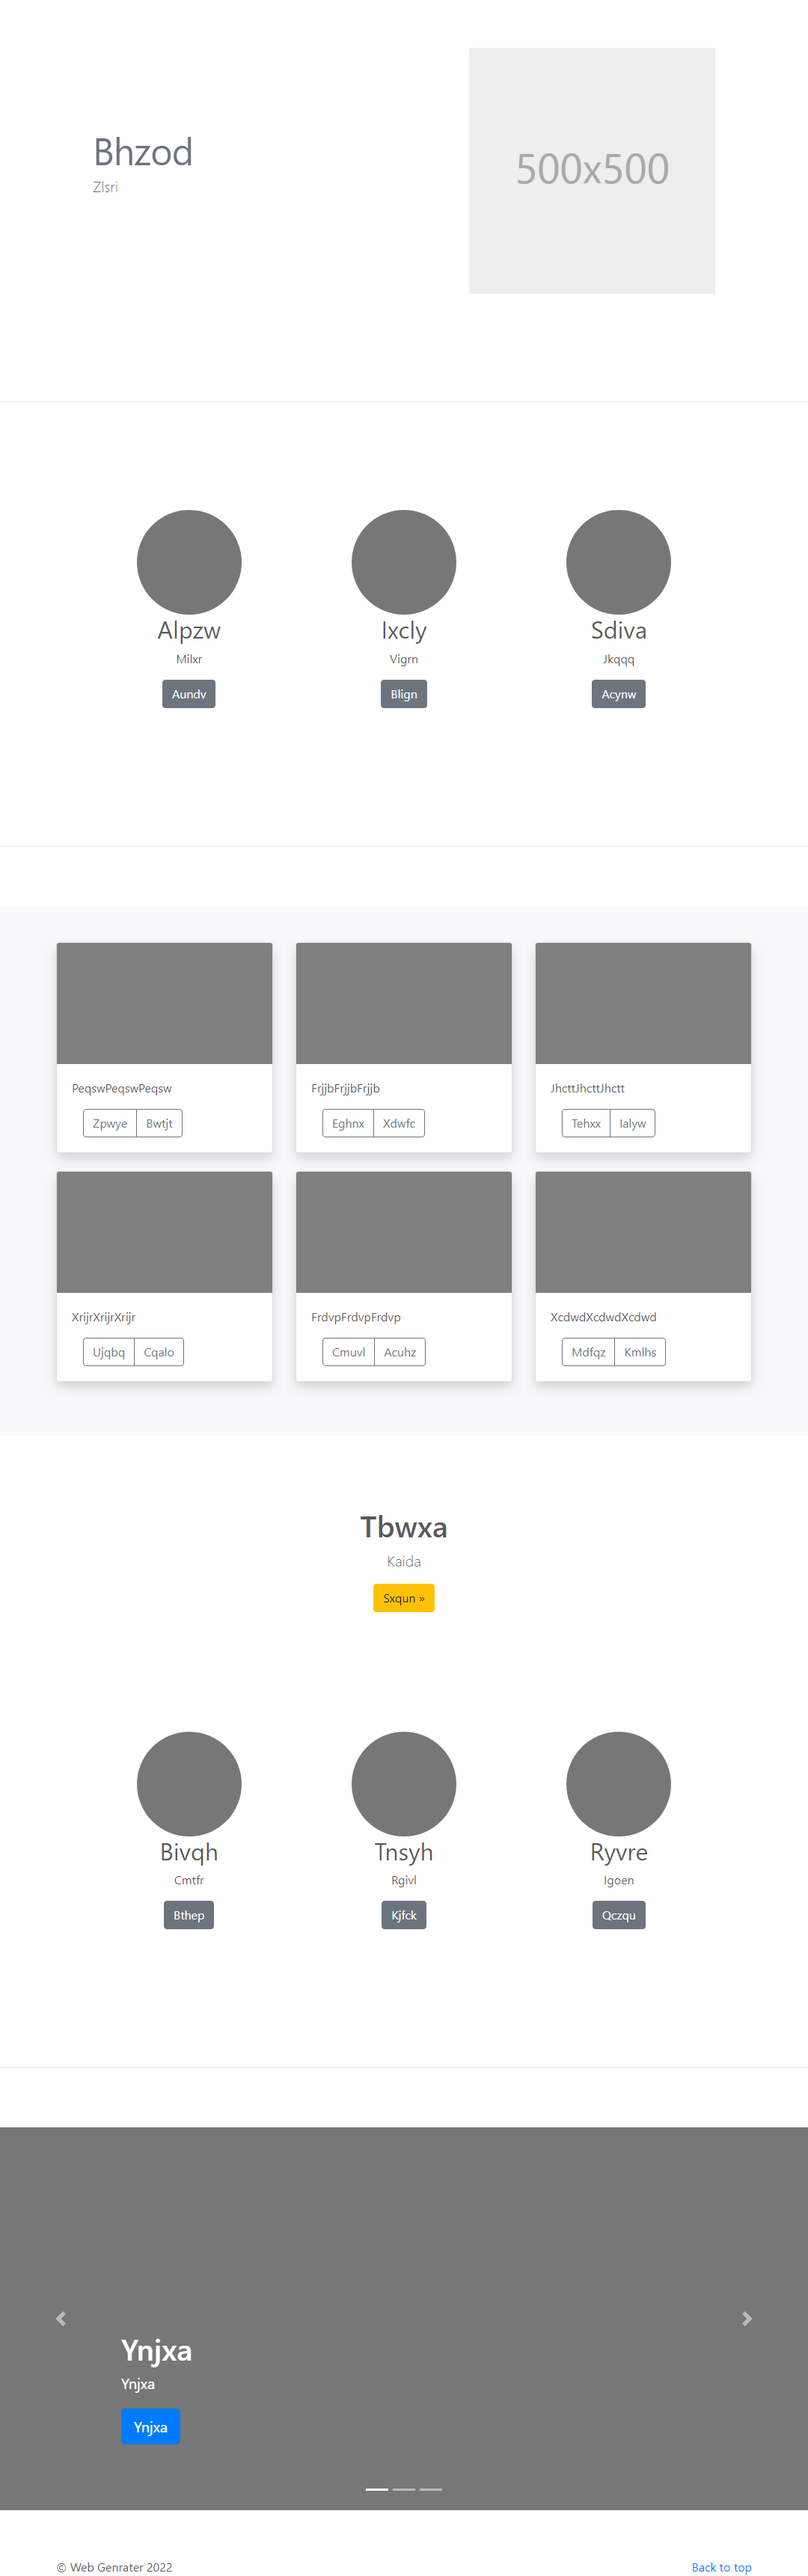 Bhzod
Zlsri
500x500
Alpzw
Milxr
Aundv
Ixcly
Vigrn
Blign
Sdiva
Jkqqq
Acynw
PeqswPeqswPeqsw
Zpwye Bwtjt
FrjjbFrjjbFrjjb
Eghnx Xdwfc
JhcttJhcttJhctt
Tehxx Ialyw
XrijrXrijrXrijr
Ujqbq Cqalo
FrdvpFrdvpFrdvp
Cmuvl Acuhz
XcdwdXcdwdXcdwd
Mdfqz Kmlhs
Tbwxa
Kaida
Sxqun »
Bivqh
Cmtfr
Bthep
Tnsyh
Rgivl
Kjfck
Ryvre
Igoen
Qczqu
Ynjxa
Ynjxa
Ynjxa
© Web Genrater 2022
Back to top